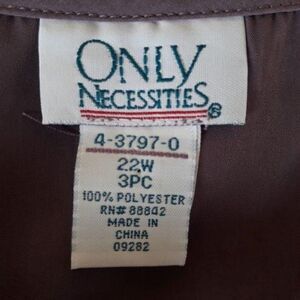 ONLY
NECESSITIES®
4-3797-0
22W
3PC
100% POLYESTER
RN# 88842
MADE IN
CHINA
09282